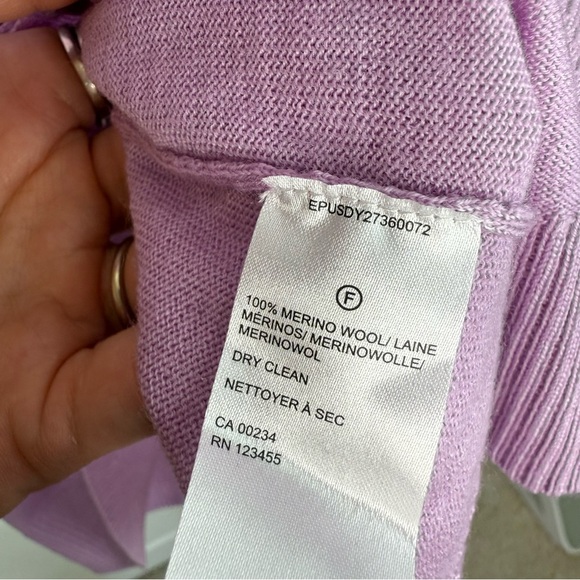 EPUSDY27360072
F
100% MERINO WOOL/ LAINE
MÉRINOS/ MERINOWOLLE/
MERINOWOL
DRY CLEAN
NETTOYER À SEC
CA 00234
RN 123455